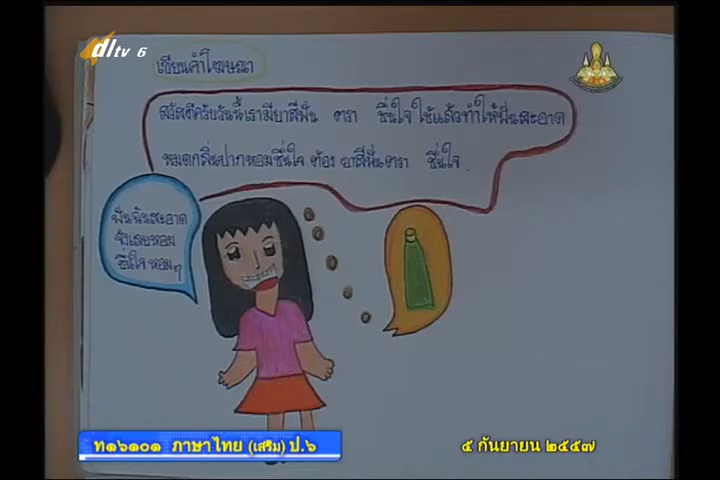 dltv 6
เขียนคำโฆษณา
สวัสดีครับวันนี้เรามียาสีฟัน ตรา ชื่นใจ ใช้แล้วทำให้ฟันสะอาด
หมดกลิ่นปากหอมชื่นใจ ต้อง ยาสีฟันตรา ชื่นใจ
ฟันฉันสะอาด
หอม
ชื่นใจ หอมๆ
ท๑๖๑๐๑ ภาษาไทย (เสริม) ป.๖
๕ กันยายน ๒๕๕๗